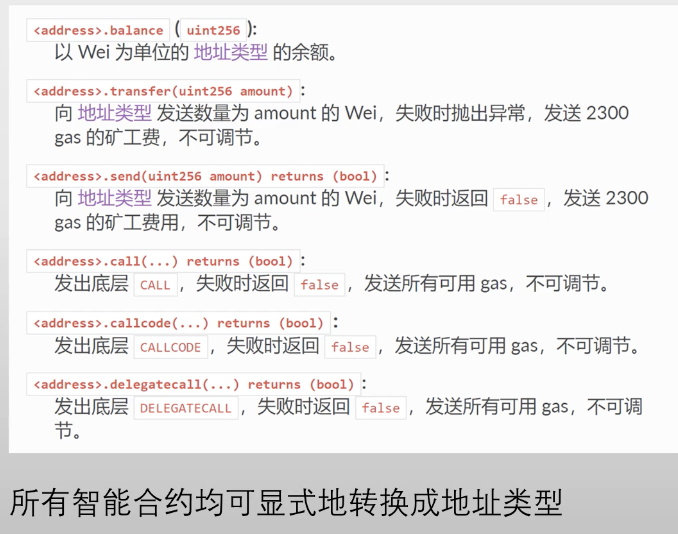 <address>.balance (uint256):
以 Wei 为单位的 地址类型 的余额。
<address>.transfer(uint256 amount):
向 地址类型 发送数量为 amount 的 Wei，失败时抛出异常，发送 2300
gas 的矿工费，不可调节。
<address>.send(uint256 amount) returns (bool):
向 地址类型 发送数量为 amount 的 Wei，失败时返回 false，发送 2300
gas 的矿工费用，不可调节。
<address>.call(...) returns (bool):
发出底层 CALL，失败时返回 false，发送所有可用 gas，不可调节。
<address>.callcode(...) returns (bool):
发出底层 CALLCODE，失败时返回 false，发送所有可用 gas，不可调节。
<address>.delegatecall(...) returns (bool):
发出底层 DELEGATECALL，失败时返回 false，发送所有可用 gas，不可调
节。
所有智能合约均可显式地转换成地址类型